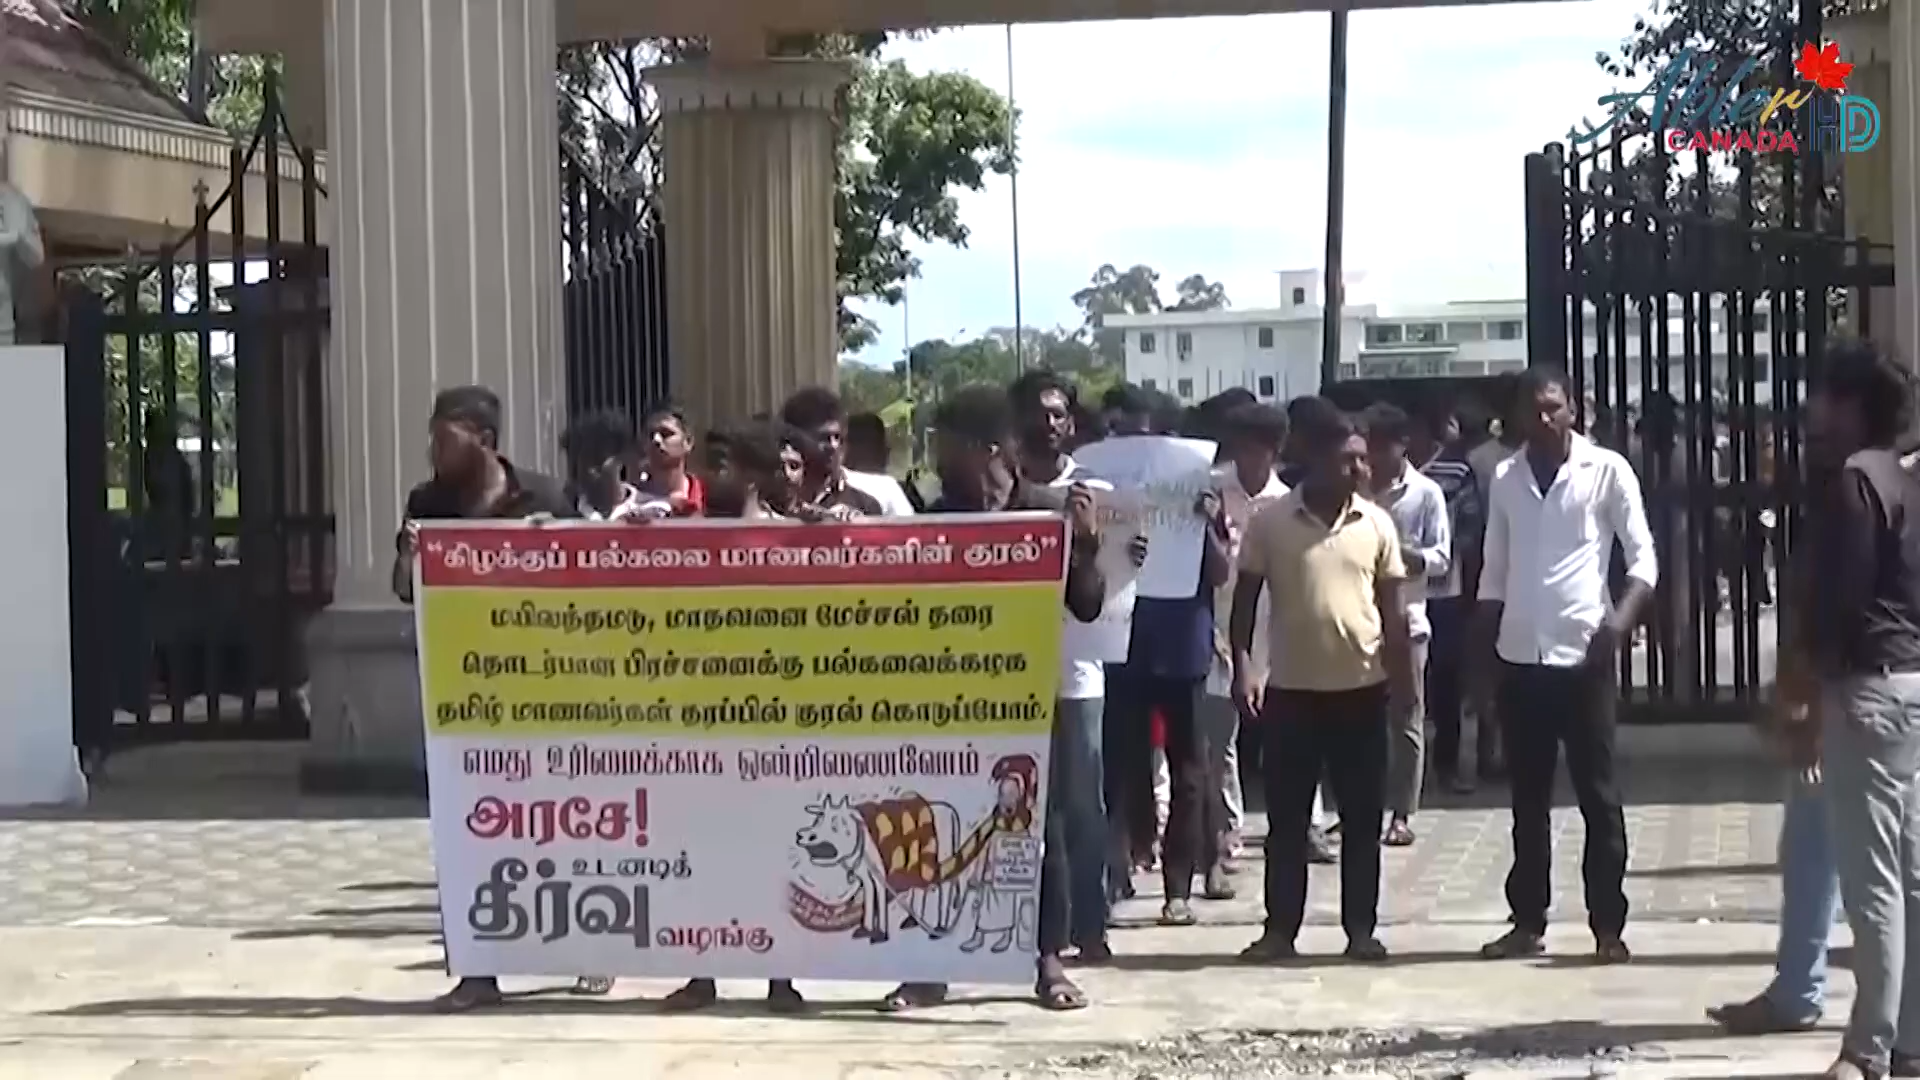 Abler
CANADA HD
“கிழக்குப் பல்கலை மாணவர்களின் குரல்”
மயிலந்தமடு, மாதவனை மேச்சல் தரை
தொடர்பான பிரச்சனைக்கு பல்கலைக்கழக
தமிழ் மாணவர்கள் தரப்பில் குரல் கொடுப்போம்.
எமது உரிமைக்காக ஒன்றிணைவோம்
அரசே!
உடனடித்
தீர்வு வழங்கு